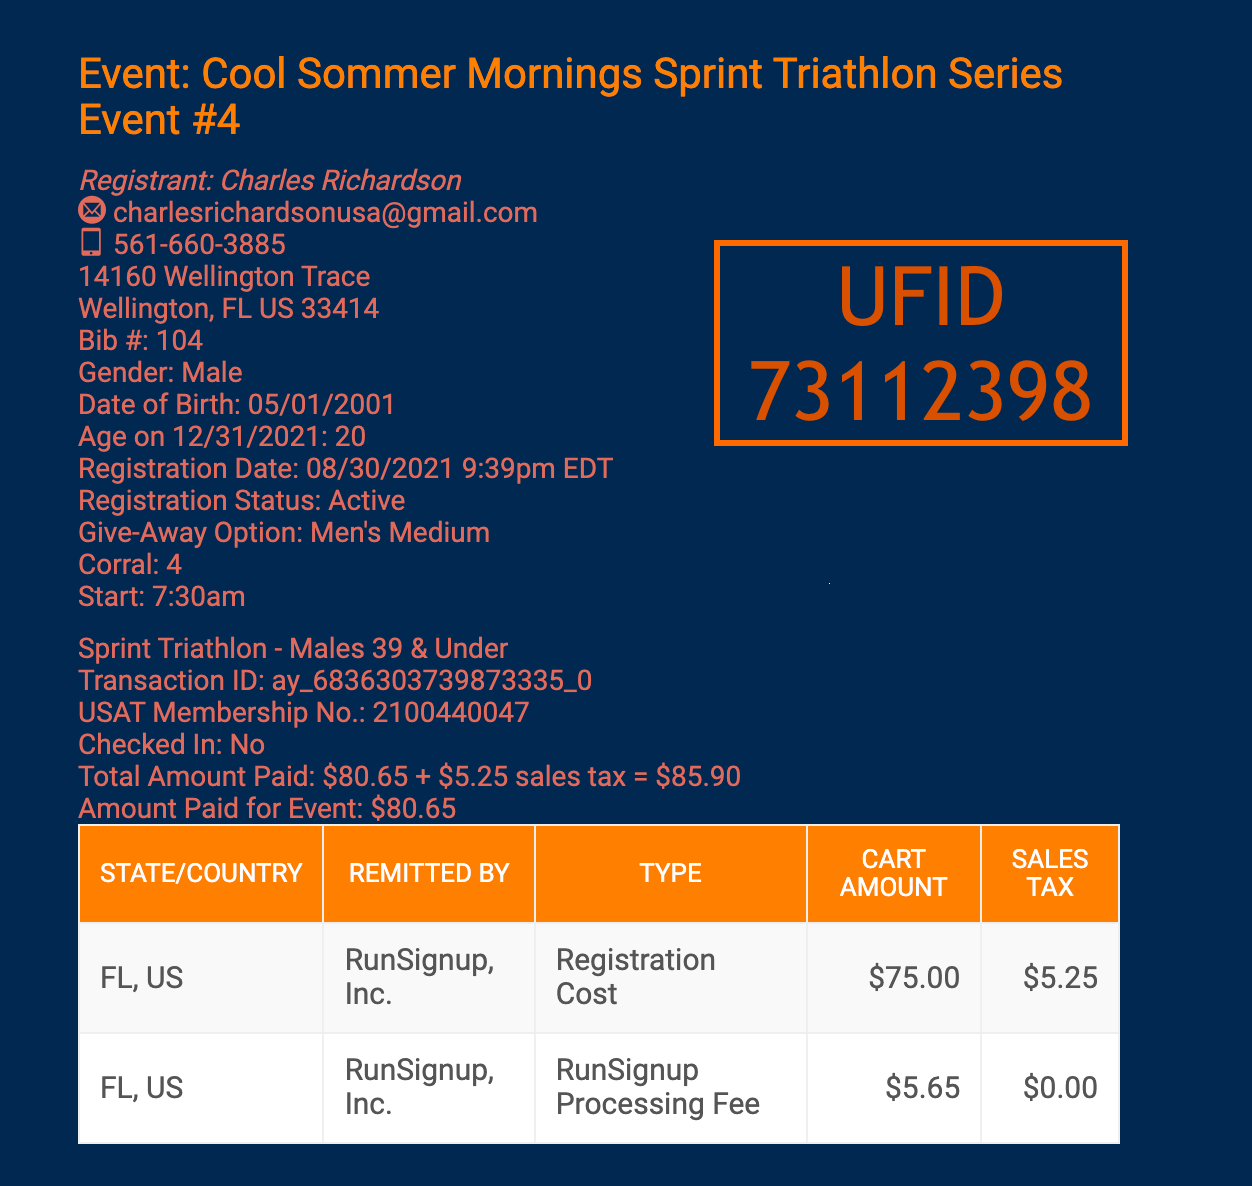 Event: Cool Sommer Mornings Sprint Triathlon Series
Event #4
Registrant: Charles Richardson
charlesrichardsonusa@gmail.com
561-660-3885
14160 Wellington Trace
Wellington, FL US 33414
Bib #: 104
Gender: Male
Date of Birth: 05/01/2001
Age on 12/31/2021: 20
Registration Date: 08/30/2021 9:39pm EDT
Registration Status: Active
Give-Away Option: Men's Medium
Corral: 4
Start: 7:30am
UFID
73112398
Sprint Triathlon - Males 39 & Under
Transaction ID: ay_6836303739873335_0
USAT Membership No.: 2100440047
Checked In: No
Total Amount Paid: $80.65 + $5.25 sales tax = $85.90
Amount Paid for Event: $80.65
STATE/COUNTRY REMITTED BY TYPE CART AMOUNT SALES TAX
FL, US RunSignup, Inc. Registration Cost $75.00 $5.25
FL, US RunSignup, Inc. RunSignup Processing Fee $5.65 $0.00